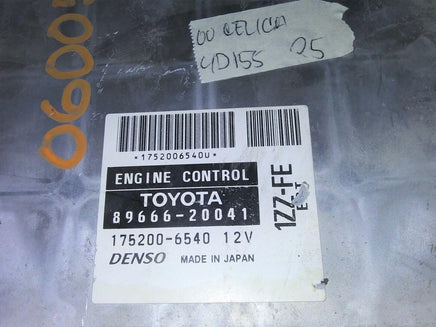 00 CELICA
4D155 25
0600
*1752006540U*
ENGINE CONTROL
TOYOTA
89666-20041
175200-6540 12V
DENSO MADE IN JAPAN
1ZZ-FE